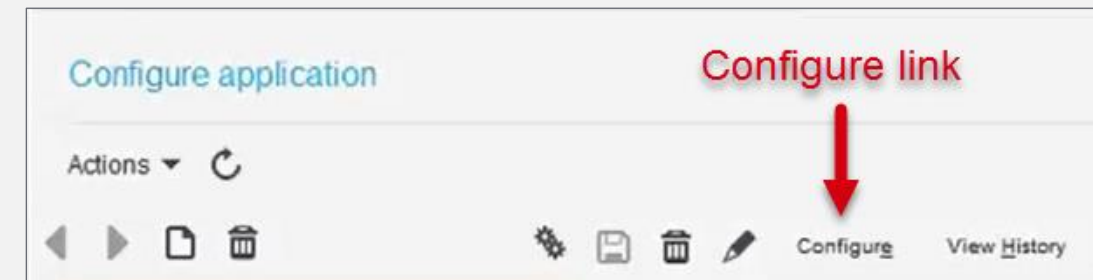 Configure application
Configure link
Actions
Configure View History